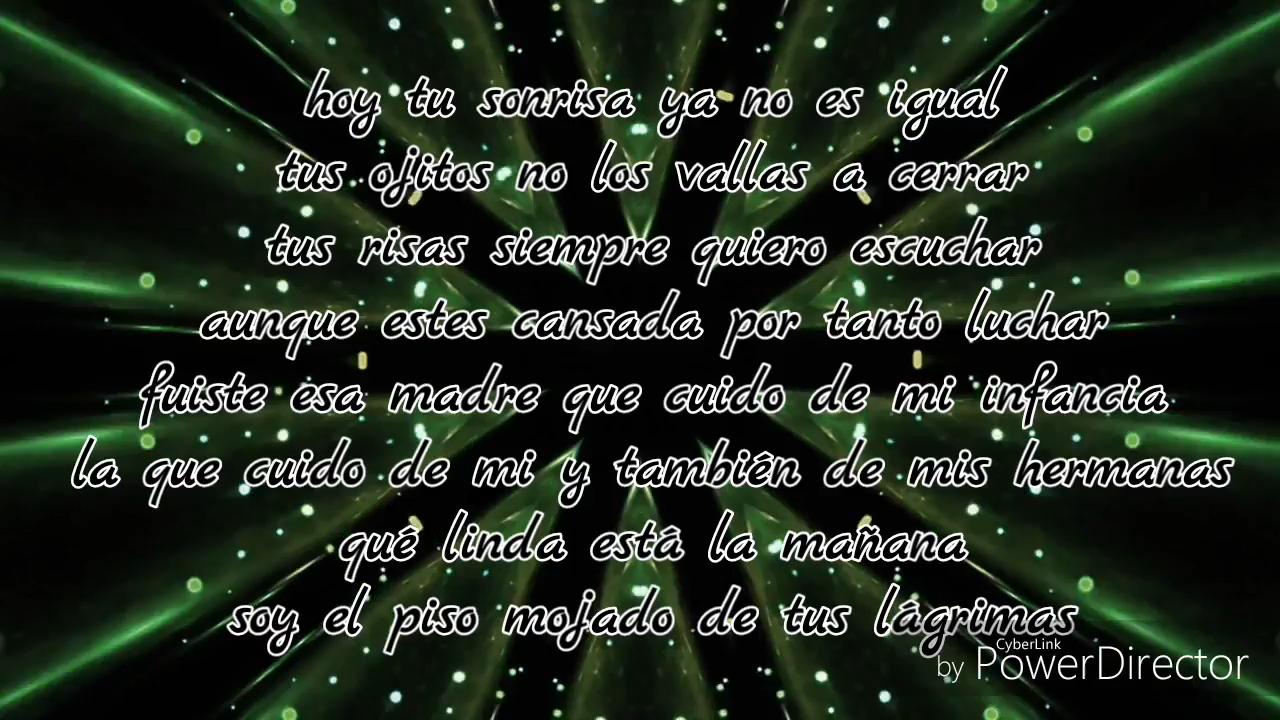 hoy tu sonrisa ya no es igual
tus ojitos no los vallas a cerrar
tus risas siempre quiero escuchar
aunque estes cansada por tanto luchar
fuiste esa madre que cuido de mi infancia
la que cuido de mi y también de mis hermanas
qué linda está la mañana
soy el piso mojado de tus lágrimas
CyberLink
by PowerDirector